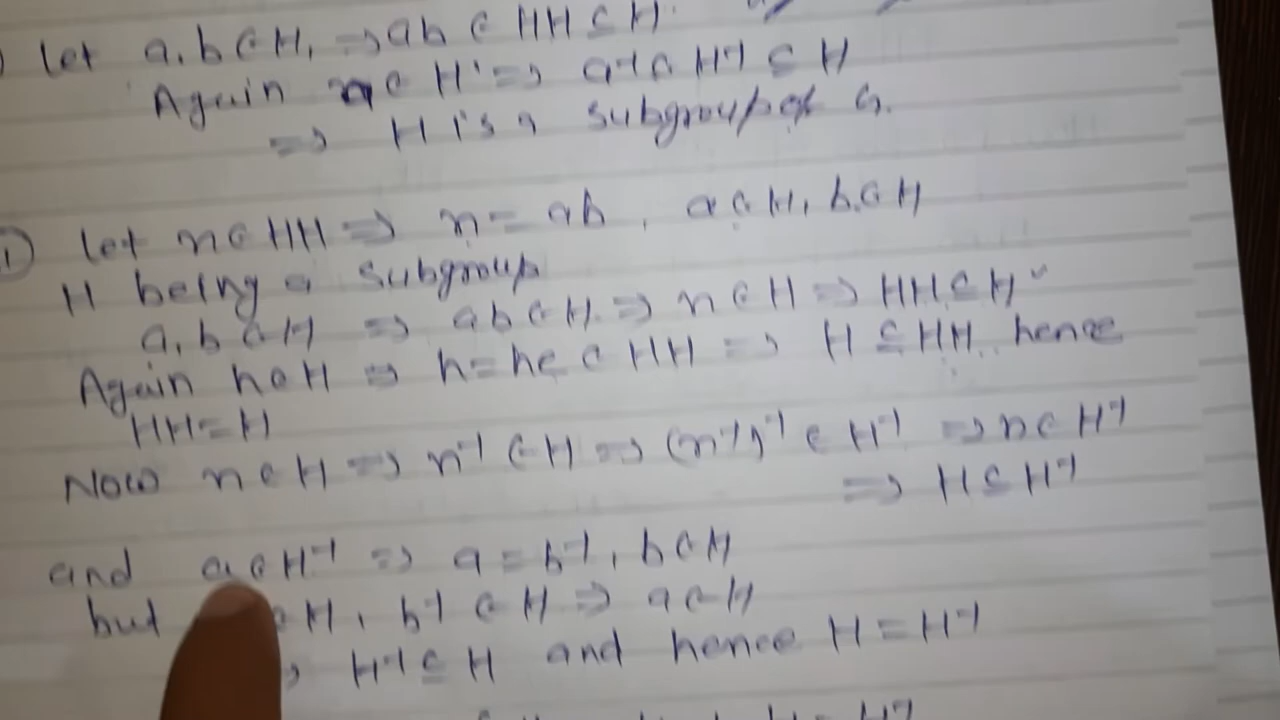 let a, b ∈ H, ⇒ ab ∈ HH ⊆ H.
Again ∈ H ⇒ a⁻¹ ∈ H⁻¹ ⊆ H
⇒ H is a subgroup of G.
① let x ∈ HH ⇒ x = ab , a ∈ H, b ∈ H
H being a subgroup
a, b ∈ H ⇒ ab ∈ H ⇒ x ∈ H ⇒ HH ⊆ H
Again h ∈ H ⇒ h = he ∈ HH ⇒ H ⊆ HH hence
HH = H
Now x ∈ H ⇒ x⁻¹ ∈ H ⇒ (x⁻¹)⁻¹ ∈ H⁻¹ ⇒ x ∈ H⁻¹
⇒ H ⊆ H⁻¹
and a ∈ H⁻¹ ⇒ a = b⁻¹, b ∈ H
but ∈ H, b⁻¹ ∈ H ⇒ a ∈ H
H⁻¹ ⊆ H and hence H = H⁻¹